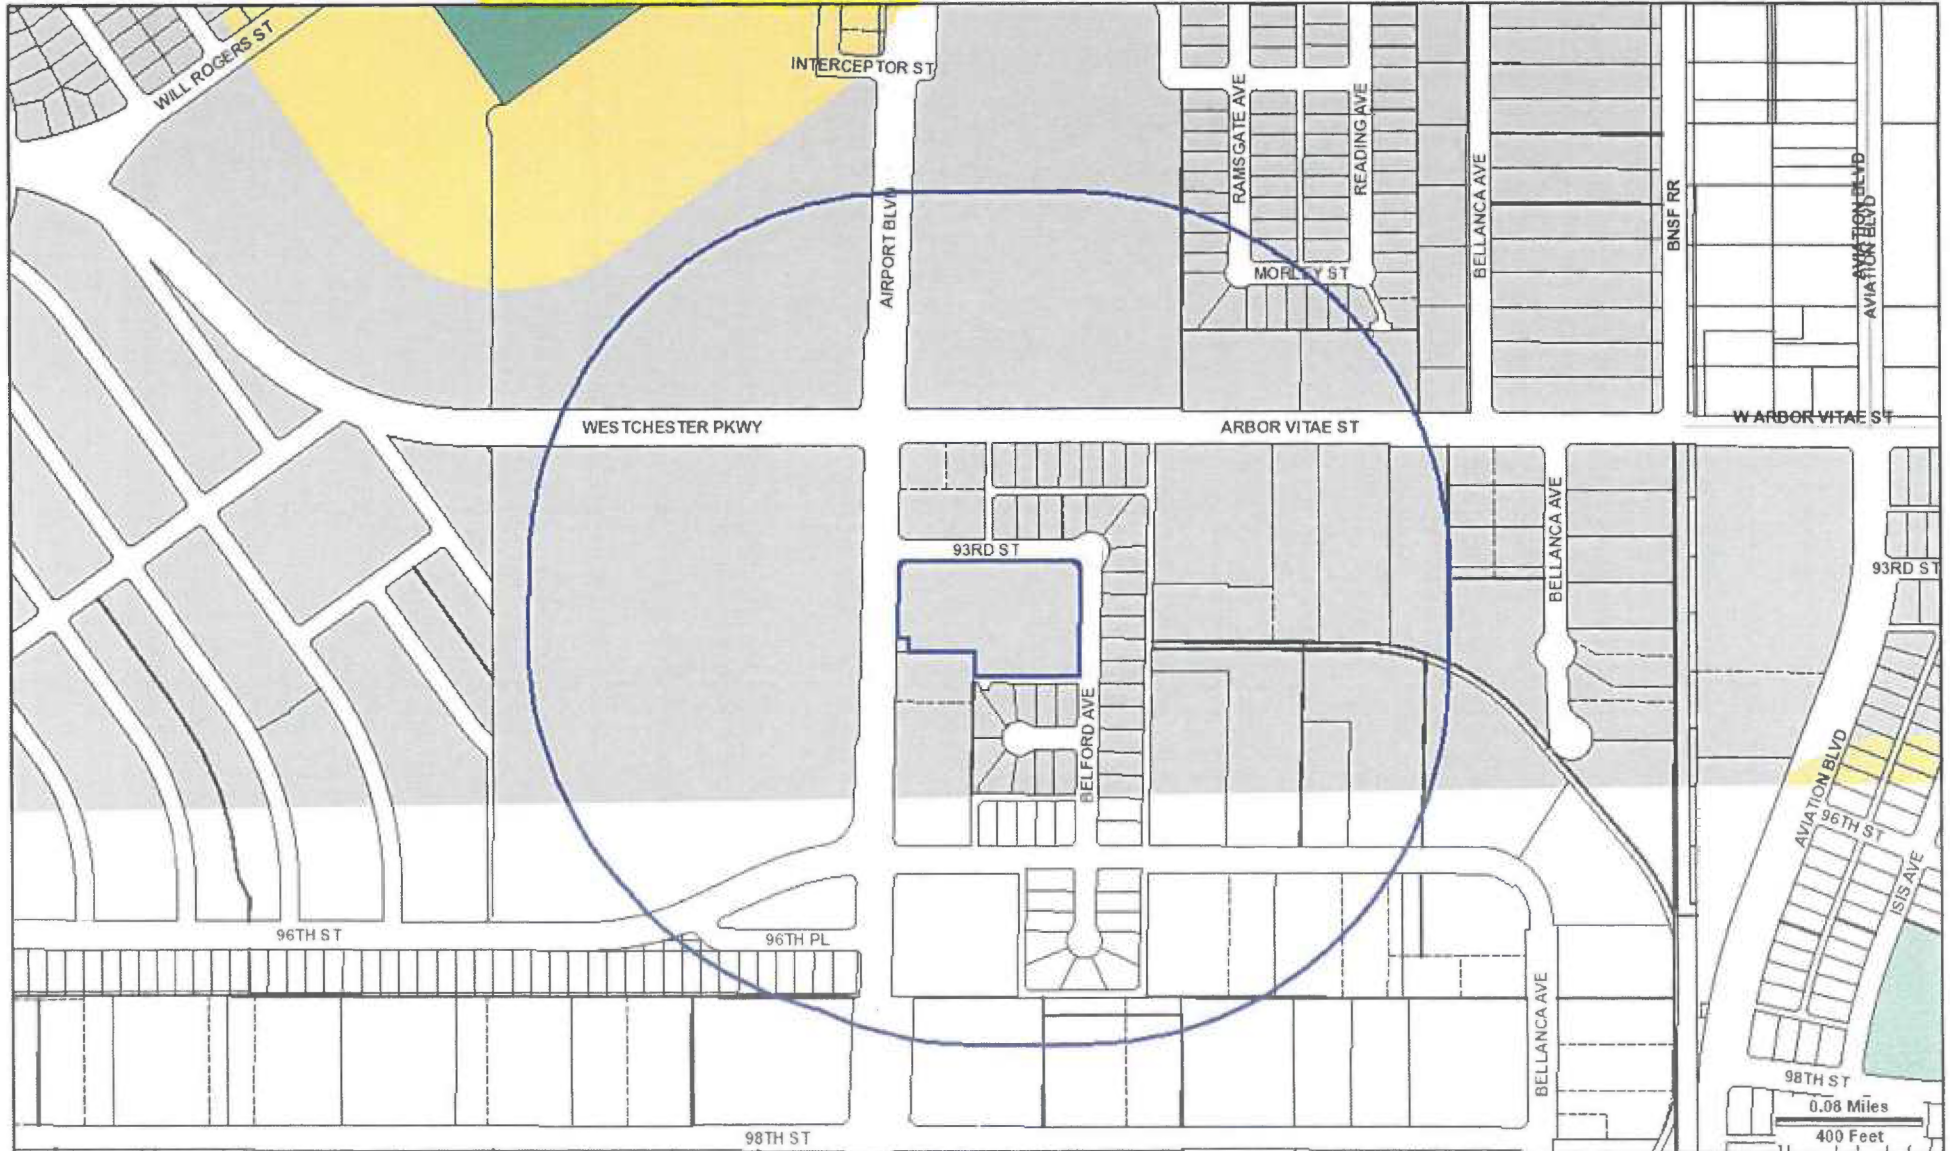 WILL ROGERS ST
INTERCEPTOR ST
AIRPORT BLVD
RAMSGATE AVE
READING AVE
BELLANCA AVE
BNSF RR
AVIATION BLVD
AVIATION BLVD
MORLEY ST
WESTCHESTER PKWY
ARBOR VITAE ST
W ARBOR VITAE ST
93RD ST
BELLANCA AVE
93RD ST
BELFORD AVE
AVIATION BLVD
96TH ST
ISIS AVE
96TH ST
96TH PL
BELLANCA AVE
98TH ST
98TH ST
0.08 Miles
400 Feet